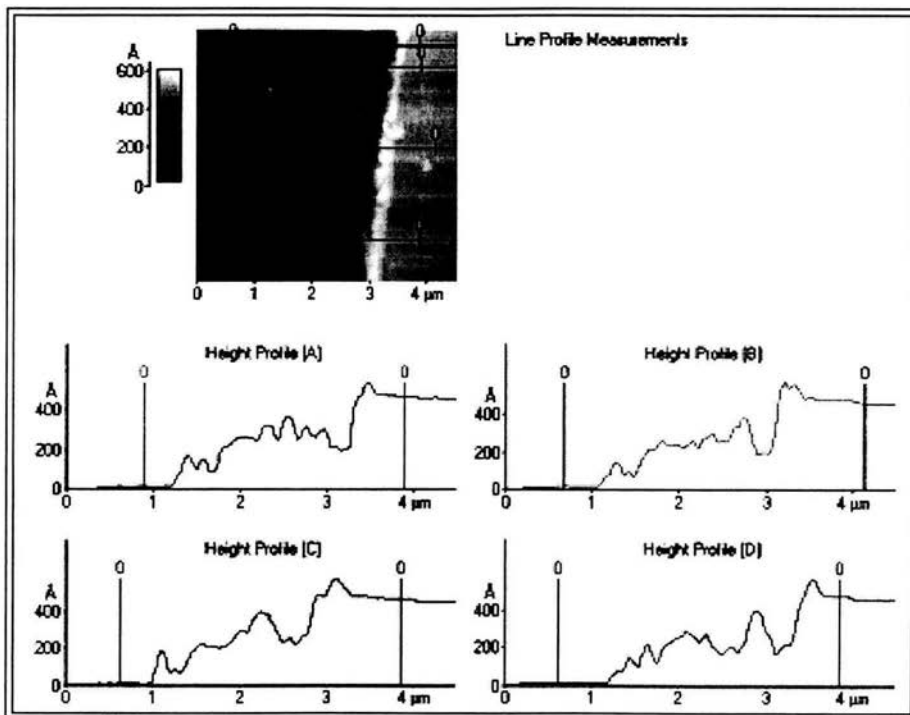 0 0
Line Profile Measurements
Å
600
400
200
0
0 1 2 3 4 µm
Height Profile (A)
0 0
Å
400
200
0
0 1 2 3 4 µm
Height Profile (B)
0 0
Å
400
200
0
0 1 2 3 4 µm
Height Profile (C)
0 0
Å
400
200
0
0 1 2 3 4 µm
Height Profile (D)
0 0
Å
400
200
0
0 1 2 3 4 µm